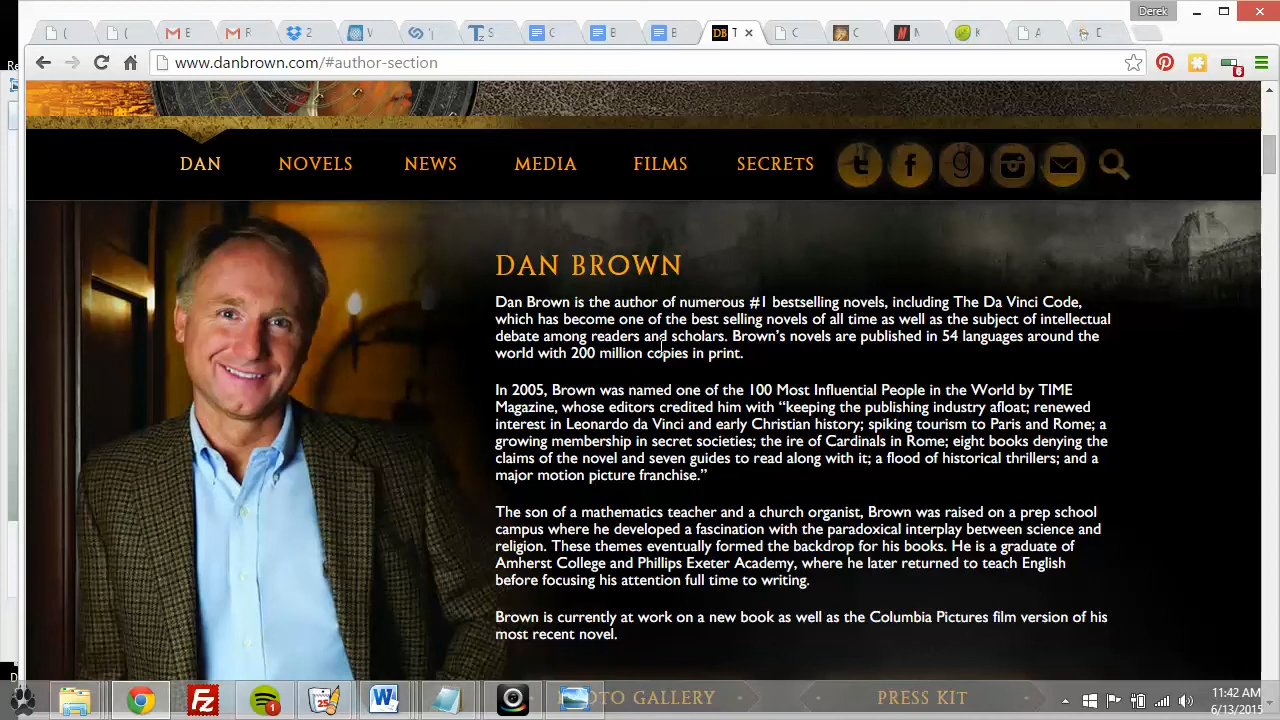 Derek
DB T
www.danbrown.com/#author-section
DAN NOVELS NEWS MEDIA FILMS SECRETS
DAN BROWN
Dan Brown is the author of numerous #1 bestselling novels, including The Da Vinci Code,
which has become one of the best selling novels of all time as well as the subject of intellectual
debate among readers and scholars. Brown’s novels are published in 54 languages around the
world with 200 million copies in print.
In 2005, Brown was named one of the 100 Most Influential People in the World by TIME
Magazine, whose editors credited him with “keeping the publishing industry afloat; renewed
interest in Leonardo da Vinci and early Christian history; spiking tourism to Paris and Rome; a
growing membership in secret societies; the ire of Cardinals in Rome; eight books denying the
claims of the novel and seven guides to read along with it; a flood of historical thrillers; and a
major motion picture franchise.”
The son of a mathematics teacher and a church organist, Brown was raised on a prep school
campus where he developed a fascination with the paradoxical interplay between science and
religion. These themes eventually formed the backdrop for his books. He is a graduate of
Amherst College and Phillips Exeter Academy, where he later returned to teach English
before focusing his attention full time to writing.
Brown is currently at work on a new book as well as the Columbia Pictures film version of his
most recent novel.
PHOTO GALLERY PRESS KIT
11:42 AM
6/13/2015